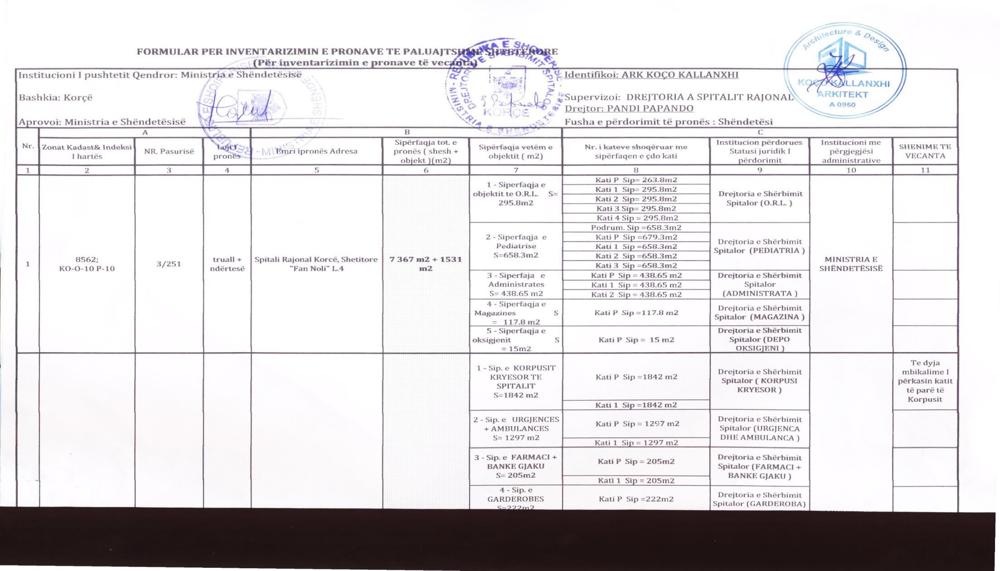 FORMULAR PER INVENTARIZIMIN E PRONAVE TE PALUAJTSHME SHTETERORE
(Për inventarizimin e pronave të vecanta)
Institucioni I pushtetit Qendror: Ministria e Shëndetësisë
Bashkia: Korçë
Aprovoi: Ministria e Shëndetësisë
Identifikoi: ARK KOÇO KALLANXHI
Supervizoi: DREJTORIA A SPITALIT RAJONAL
Drejtor: PANDI PAPANDO
Fusha e përdorimit të pronës : Shëndetësi
Architecture & Design
KOÇO KALLANXHI
ARKITEKT
A 0950
REPUBLIKA E SHQIPERISE
MINISTRIA E SHENDETESISE
DREJTORIA E SHERBIMIT SPITALOR
KORÇE
A B C
Nr.
Zonat Kadast& Indeksi
I hartës
NR. Pasurisë
Lloji I
pronës
Emri ipronës Adresa
Sipërfaqja tot. e
pronës ( shesh +
objekt )(m2)
Sipërfaqja vetëm e
objektit ( m2)
Nr. i kateve shoqëruar me
sipërfaqen e çdo kati
Institucion përdorues
Statusi juridik I
përdorimit
Institucioni me
përgjegjësi
administrative
SHENIME TE
VECANTA
1 2 3 4 5 6 7 8 9 10 11
1
8562;
KO-O-10 P-10
3/251
truall +
ndërtesë
Spitali Rajonal Korcë, Shetitore
"Fan Noli" L.4
7 367 m2 + 1531
m2
1 - Siperfaqja e
objektit te O.R.L. S=
295.8m2
Kati P Sip= 263.8m2
Kati 1 Sip= 295.8m2
Kati 2 Sip= 295.8m2
Kati 3 Sip= 295.8m2
Kati 4 Sip = 295.8m2
Drejtoria e Shërbimit
Spitalor (O.R.L. )
2 - Siperfaqja e
Pediatrise
S=658.3m2
Podrum. Sip =658.3m2
Kati P Sip =679.3m2
Kati 1 Sip =658.3m2
Kati 2 Sip =658.3m2
Kati 3 Sip =658.3m2
Drejtoria e Shërbimit
Spitalor (PEDIATRIA )
MINISTRIA E
SHËNDETËSISË
3 - Siperfaja e
Administrates
S= 438.65 m2
Kati P Sip = 438.65 m2
Kati 1 Sip = 438.65 m2
Kati 2 Sip = 438.65 m2
Drejtoria e Shërbimit
Spitalor
(ADMINISTRATA )
4 - Siperfaqja e
Magazines S
= 117.8 m2
Kati P Sip =117.8 m2
Drejtoria e Shërbimit
Spitalor (MAGAZINA )
5 - Siperfaqja e
oksigjenit S
= 15m2
Kati P Sip = 15 m2
Drejtoria e Shërbimit
Spitalor (DEPO
OKSIGJENI )
1 - Sip. e KORPUSIT
KRYESOR TE
SPITALIT
S=1842 m2
Kati P Sip =1842 m2
Kati 1 Sip =1842 m2
Drejtoria e Shërbimit
Spitalor ( KORPUSI
KRYESOR )
Te dyja
mbikalime I
përkasin katit
të parë të
Korpusit
2 - Sip. e URGJENCES
+ AMBULANCES
S= 1297 m2
Kati P Sip = 1297 m2
Kati 1 Sip = 1297 m2
Drejtoria e Shërbimit
Spitalor (URGJENCA
DHE AMBULANCA )
3 - Sip. e FARMACI +
BANKE GJAKU
S= 205m2
Kati P Sip = 205m2
Kati 1 Sip = 205m2
Drejtoria e Shërbimit
Spitalor (FARMACI +
BANKE GJAKU )
4 - Sip. e
GARDEROBES
S=222m2
Kati P Sip =222m2
Drejtoria e Shërbimit
Spitalor (GARDEROBA)